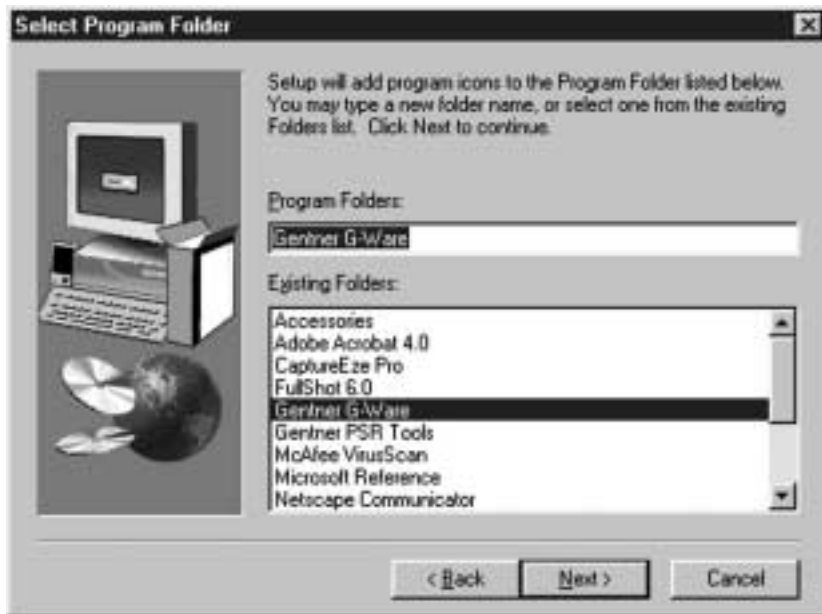 Select Program Folder
Setup will add program icons to the Program Folder listed below.
You may type a new folder name, or select one from the existing
Folders list. Click Next to continue.
Program Folders:
Gentner G-Ware
Existing Folders:
Accessories
Adobe Acrobat 4.0
CaptureEze Pro
FullShot 6.0
Gentner G-Ware
Gentner PSR Tools
McAfee VirusScan
Microsoft Reference
Netscape Communicator
< Back
Next >
Cancel